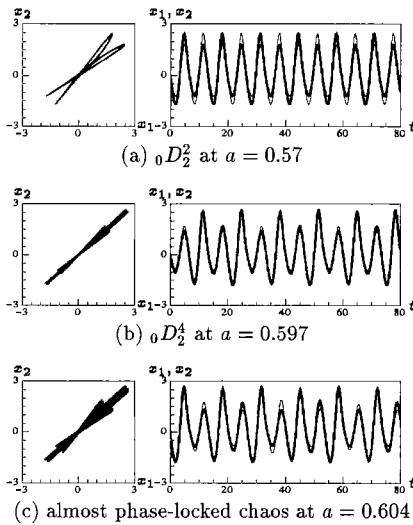 x₂ x₁, x₂
3 3
0 0
-3 -3
-3 0 3 x₁ 0 20 40 60 80 t
(a) ₀D₂² at a = 0.57
x₂ x₁, x₂
3 3
0 0
-3 -3
-3 0 3 x₁ 0 20 40 60 80 t
(b) ₀D₂⁴ at a = 0.597
x₂ x₁, x₂
3 3
0 0
-3 -3
-3 0 3 x₁ 0 20 40 60 80 t
(c) almost phase-locked chaos at a = 0.604